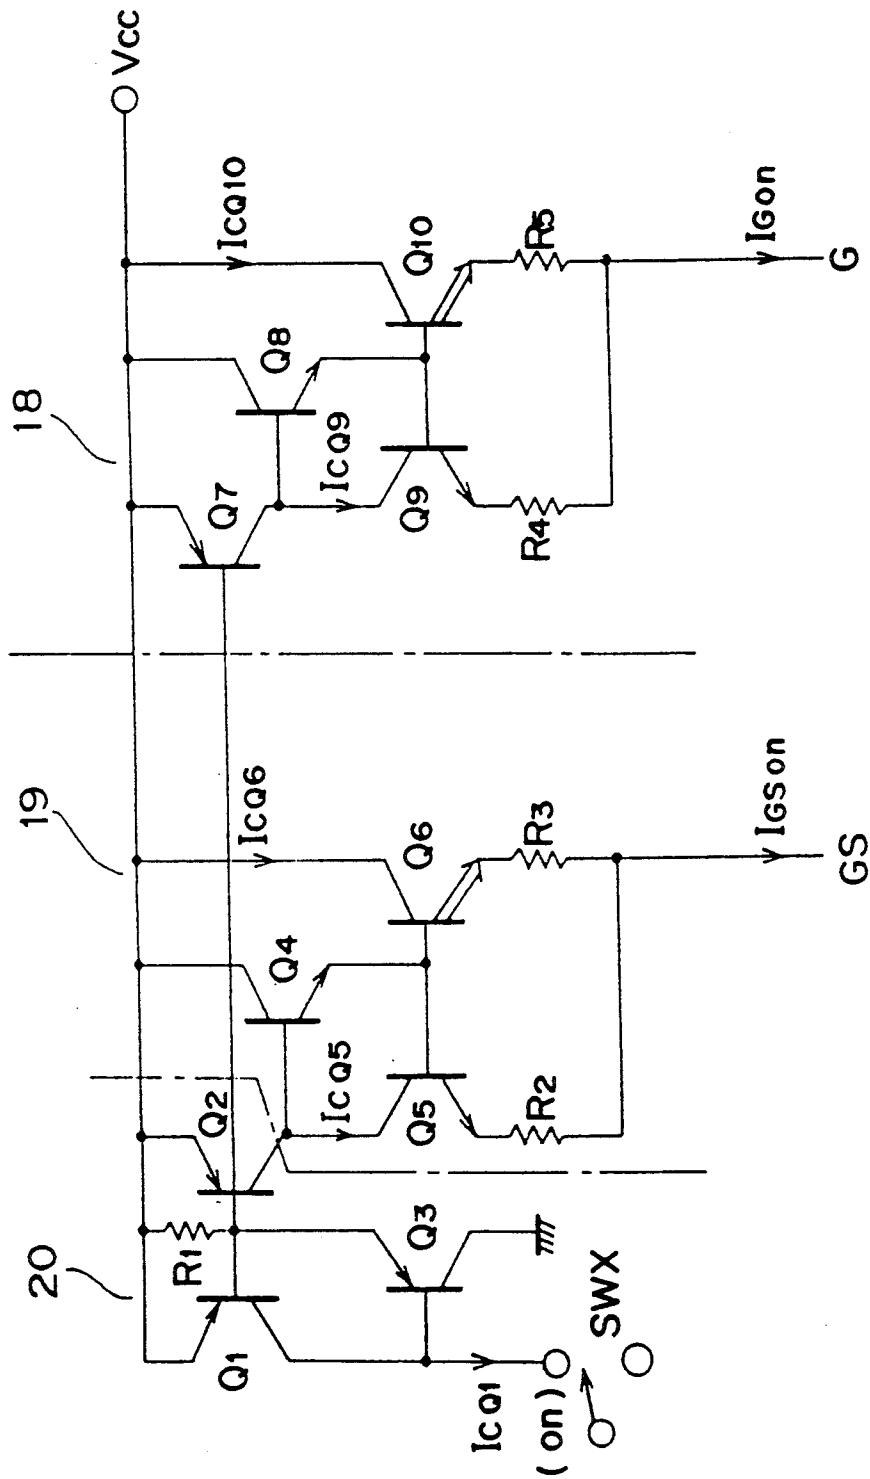 18
19
20
VCC
ICQ10
ICQ6
Q7
Q8
Q10
Q9
ICQ9
R4
R5
IGon
G
R1
Q1
Q2
Q3
Q4
Q5
Q6
ICQ5
R2
R3
IGSon
GS
ICQ1
(on)
SWX